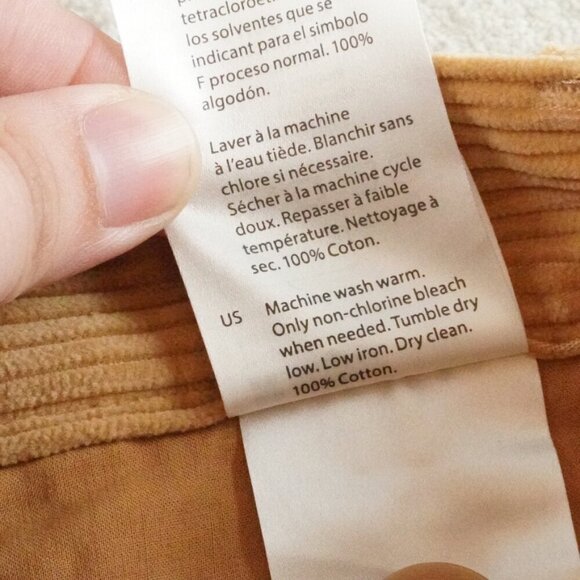 los solventes que se
indicant para el simbolo
F proceso normal. 100%
algodón.
Laver à la machine
à l'eau tiède. Blanchir sans
chlore si nécessaire.
Sécher à la machine cycle
doux. Repasser à faible
température. Nettoyage à
sec. 100% Coton.
US
Machine wash warm.
Only non-chlorine bleach
when needed. Tumble dry
low. Low iron. Dry clean.
100% Cotton.